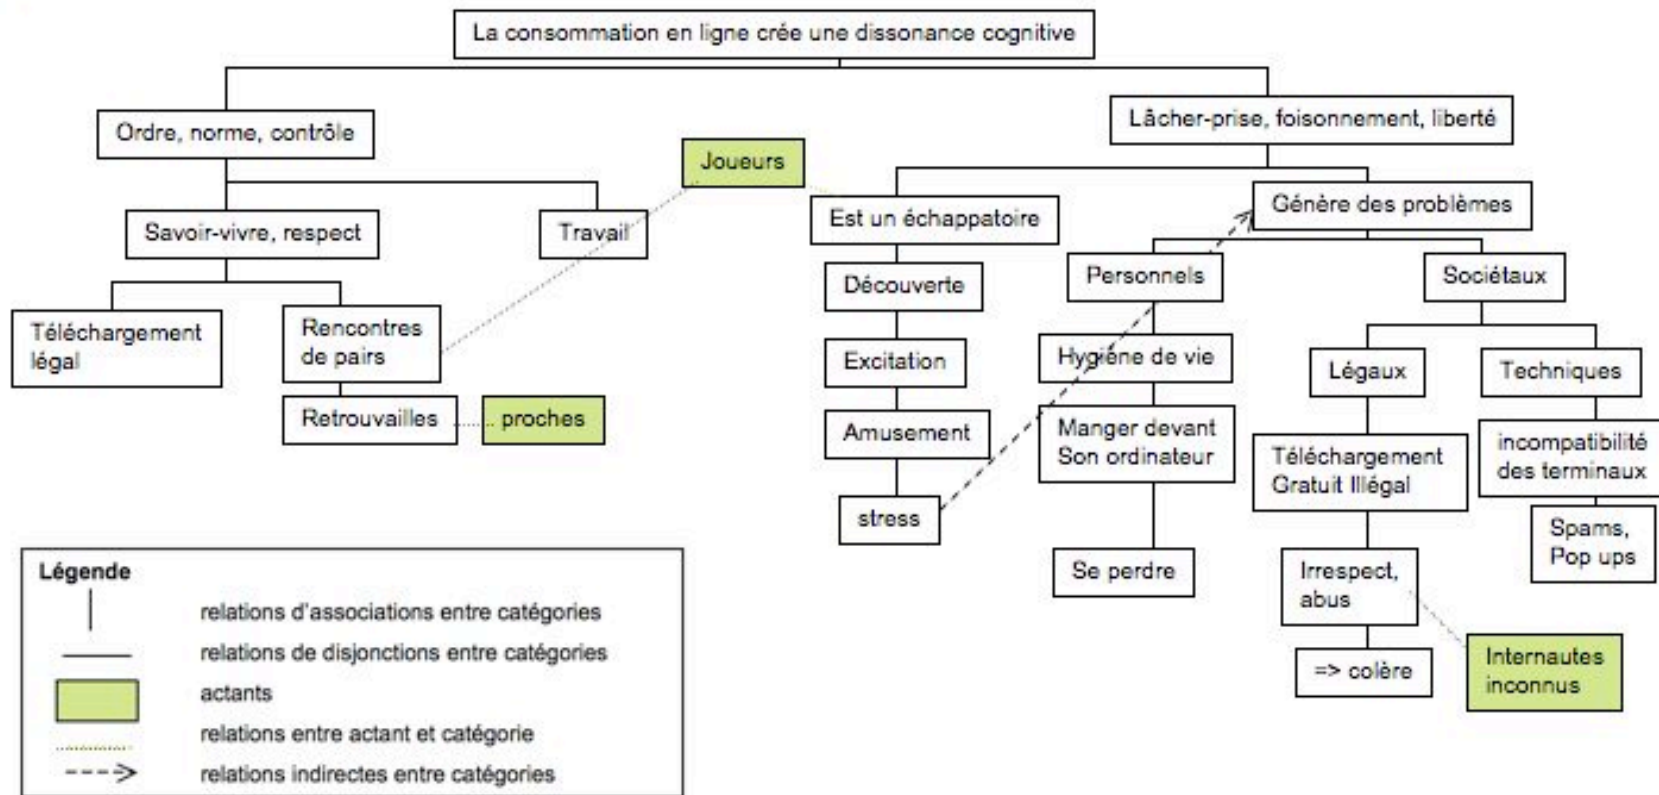 La consommation en ligne crée une dissonance cognitive
Ordre, norme, contrôle
Lâcher-prise, foisonnement, liberté
Joueurs
Savoir-vivre, respect
Travail
Est un échappatoire
Génère des problèmes
Découverte
Personnels
Sociétaux
Téléchargement
légal
Rencontres
de pairs
Excitation
Hygiène de vie
Légaux
Techniques
Retrouvailles
proches
Amusement
Manger devant
Son ordinateur
Téléchargement
Gratuit Illégal
incompatibilité
des terminaux
stress
Spams,
Pop ups
Se perdre
Irrespect,
abus
=> colère
Internautes
inconnus
Légende
relations d'associations entre catégories
relations de disjonctions entre catégories
actants
relations entre actant et catégorie
relations indirectes entre catégories